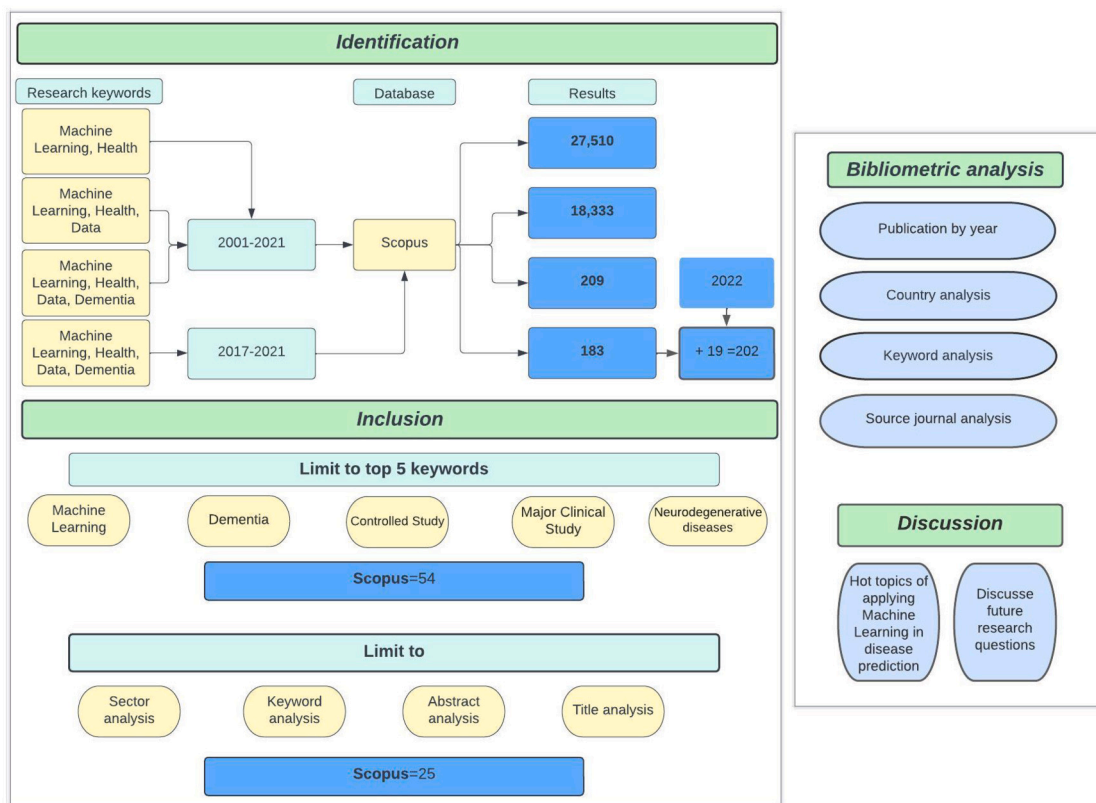 Identification
Research keywords
Database
Results
Machine
Learning, Health
27,510
Machine
Learning, Health,
Data
18,333
2001-2021
Scopus
Machine
Learning, Health,
Data, Dementia
209
2022
Machine
Learning, Health,
Data, Dementia
2017-2021
183
+ 19 =202
Inclusion
Limit to top 5 keywords
Machine
Learning
Dementia
Controlled Study
Major Clinical
Study
Neurodegenerative
diseases
Scopus=54
Limit to
Sector
analysis
Keyword
analysis
Abstract
analysis
Title analysis
Scopus=25
Bibliometric analysis
Publication by year
Country analysis
Keyword analysis
Source journal analysis
Discussion
Hot topics of
applying
Machine
Learning in
disease
prediction
Discusse
future
research
questions